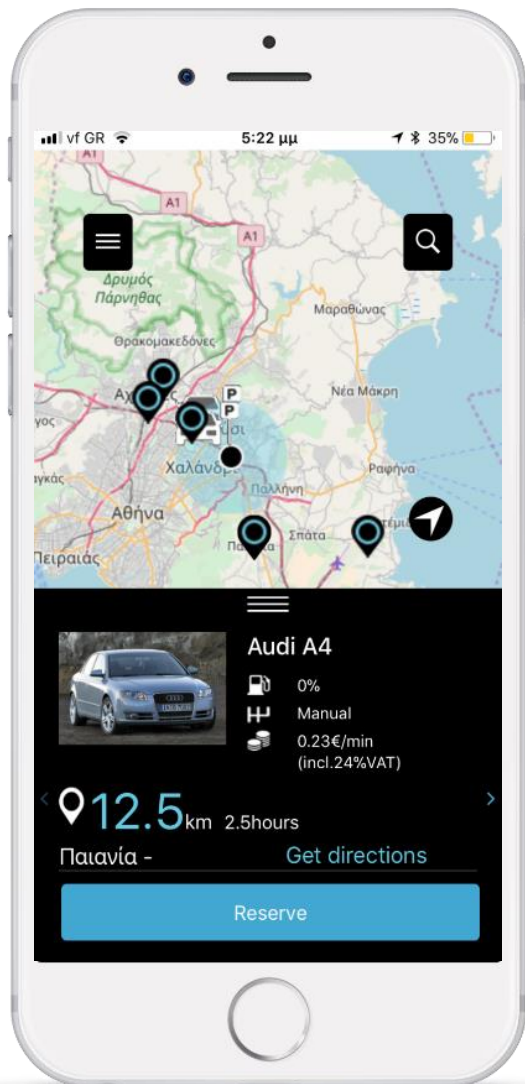 vf GR 5:22 μμ 35%
A1
A1
A1
Δρυμός
Πάρνηθας
Μαραθώνας
Θρακομακεδόνες
Νέα Μάκρη
P
P
Χαλάνδρι
Ραφήνα
Παλλήνη
Αθήνα
Σπάτα
Πειραιάς
Audi A4
0%
Manual
0.23€/min
(incl.24%VAT)
12.5km 2.5hours
Παιανία -
Get directions
Reserve